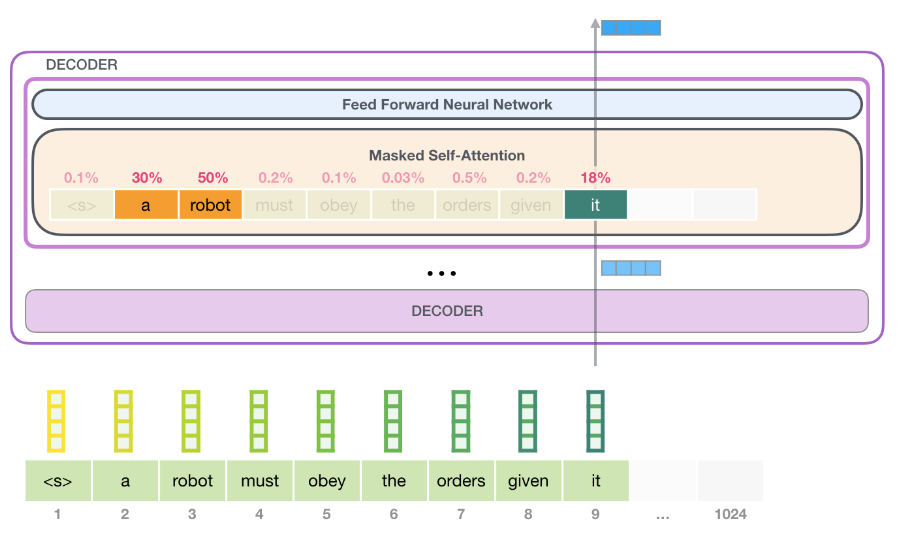 DECODER
Feed Forward Neural Network
Masked Self-Attention
0.1% 30% 50% 0.2% 0.1% 0.03% 0.5% 0.2% 18%
<s> a robot must obey the orders given it
...
DECODER
<s> a robot must obey the orders given it
1 2 3 4 5 6 7 8 9 ... 1024